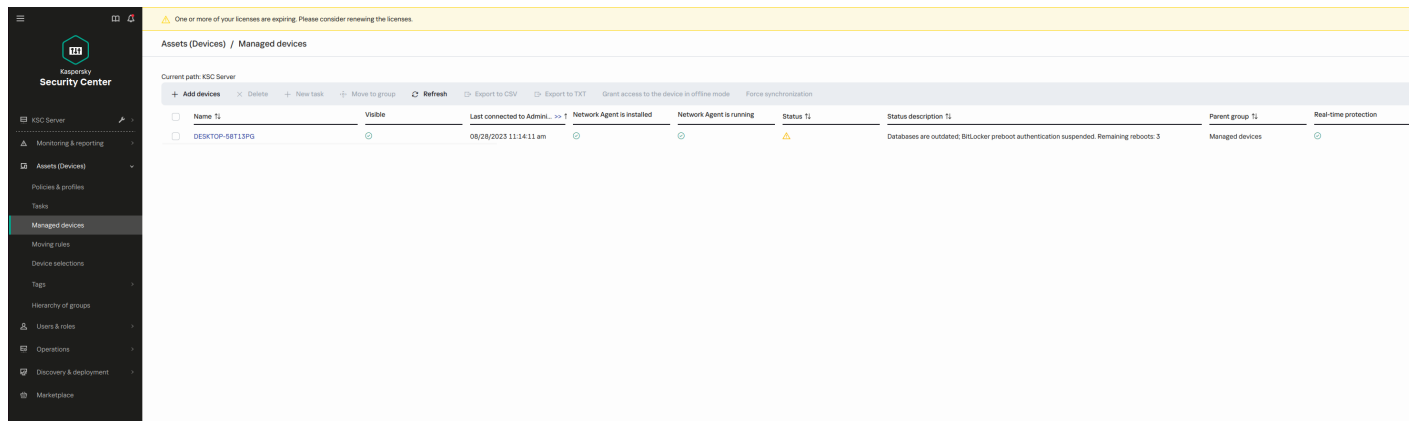 One or more of your licenses are expiring. Please consider renewing the licenses.
Kaspersky
Security Center
KSC Server
Monitoring & reporting
Assets (Devices)
Policies & profiles
Tasks
Managed devices
Moving rules
Device selections
Tags
Hierarchy of groups
Users & roles
Operations
Discovery & deployment
Marketplace
Assets (Devices) / Managed devices
Current path: KSC Server
+ Add devices × Delete + New task Move to group Refresh Export to CSV Export to TXT Grant access to the device in offline mode Force synchronization
Name Visible Last connected to Admini... >> ↑ Network Agent is installed Network Agent is running Status Status description Parent group Real-time protection
DESKTOP-58T13PG 08/28/2023 11:14:11 am Databases are outdated; BitLocker preboot authentication suspended. Remaining reboots: 3 Managed devices